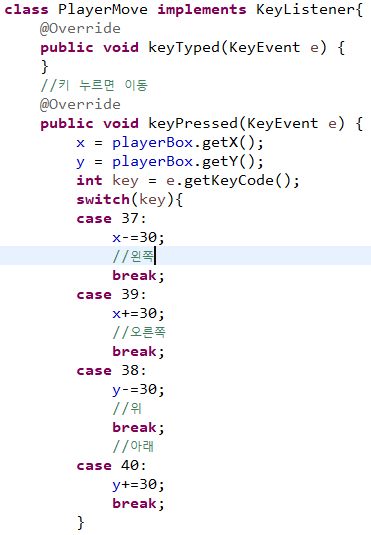 class PlayerMove implements KeyListener{
@Override
public void keyTyped(KeyEvent e) {
}
//키 누르면 이동
@Override
public void keyPressed(KeyEvent e) {
x = playerBox.getX();
y = playerBox.getY();
int key = e.getKeyCode();
switch(key){
case 37:
x-=30;
//왼쪽
break;
case 39:
x+=30;
//오른쪽
break;
case 38:
y-=30;
//위
break;
//아래
case 40:
y+=30;
break;
}